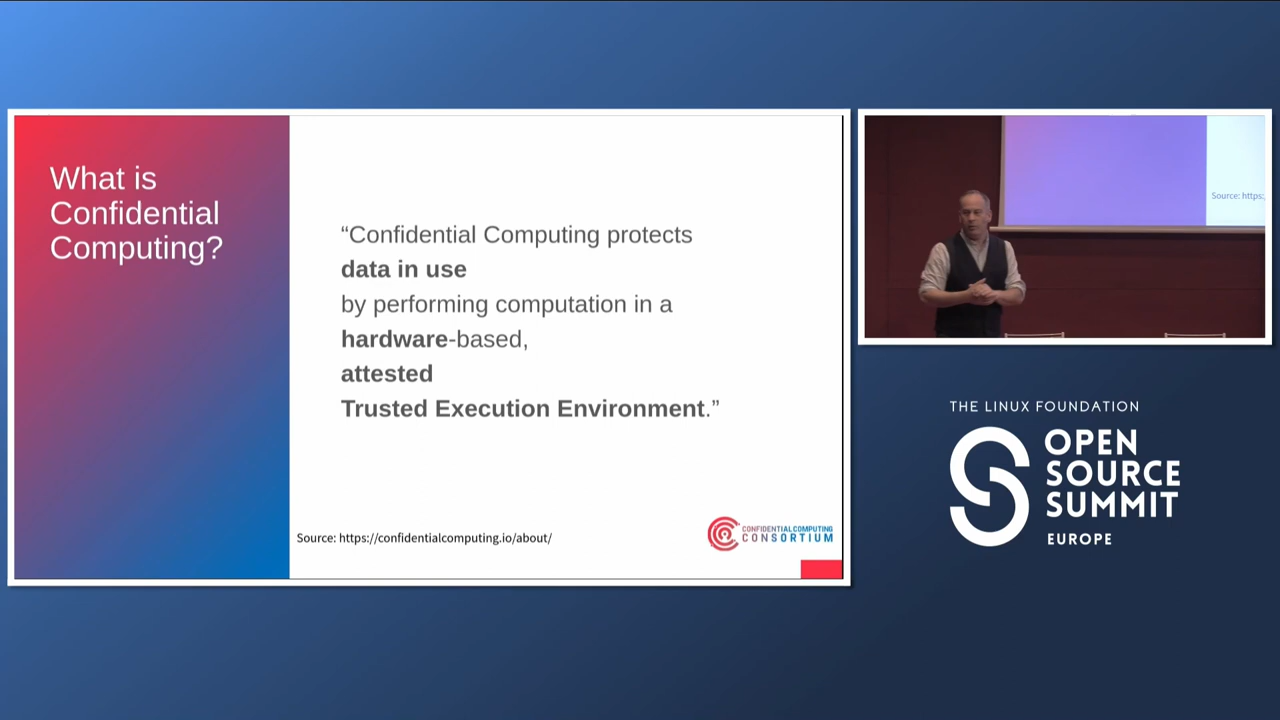 What is
Confidential
Computing?
“Confidential Computing protects
data in use
by performing computation in a
hardware-based,
attested
Trusted Execution Environment.”
Source: https://confidentialcomputing.io/about/
CONFIDENTIAL COMPUTING
CONSORTIUM
Source: https:
THE LINUX FOUNDATION
OPEN
SOURCE
SUMMIT
EUROPE